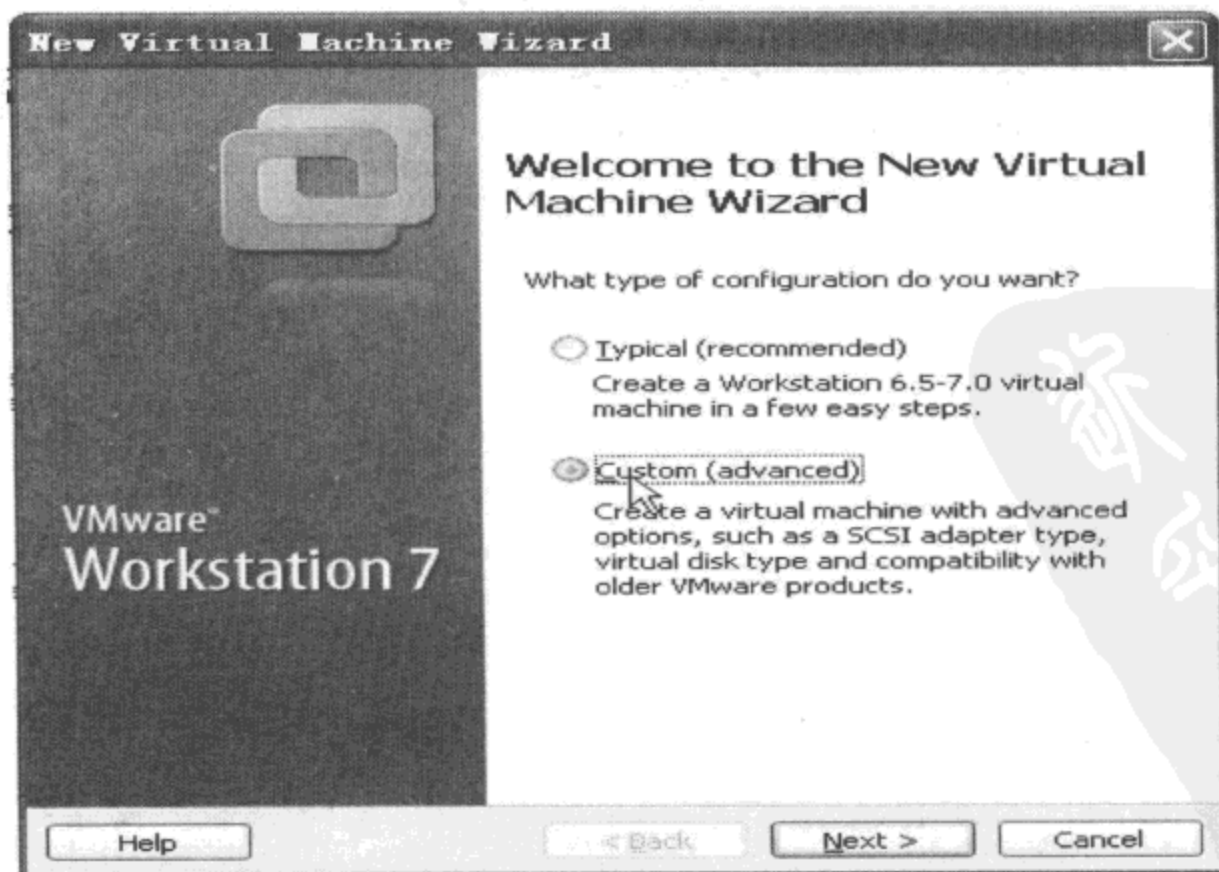 New Virtual Machine Wizard
Welcome to the New Virtual
Machine Wizard
What type of configuration do you want?
Typical (recommended)
Create a Workstation 6.5-7.0 virtual
machine in a few easy steps.
Custom (advanced)
Create a virtual machine with advanced
options, such as a SCSI adapter type,
virtual disk type and compatibility with
older VMware products.
VMware™
Workstation 7
Help
< Back
Next >
Cancel